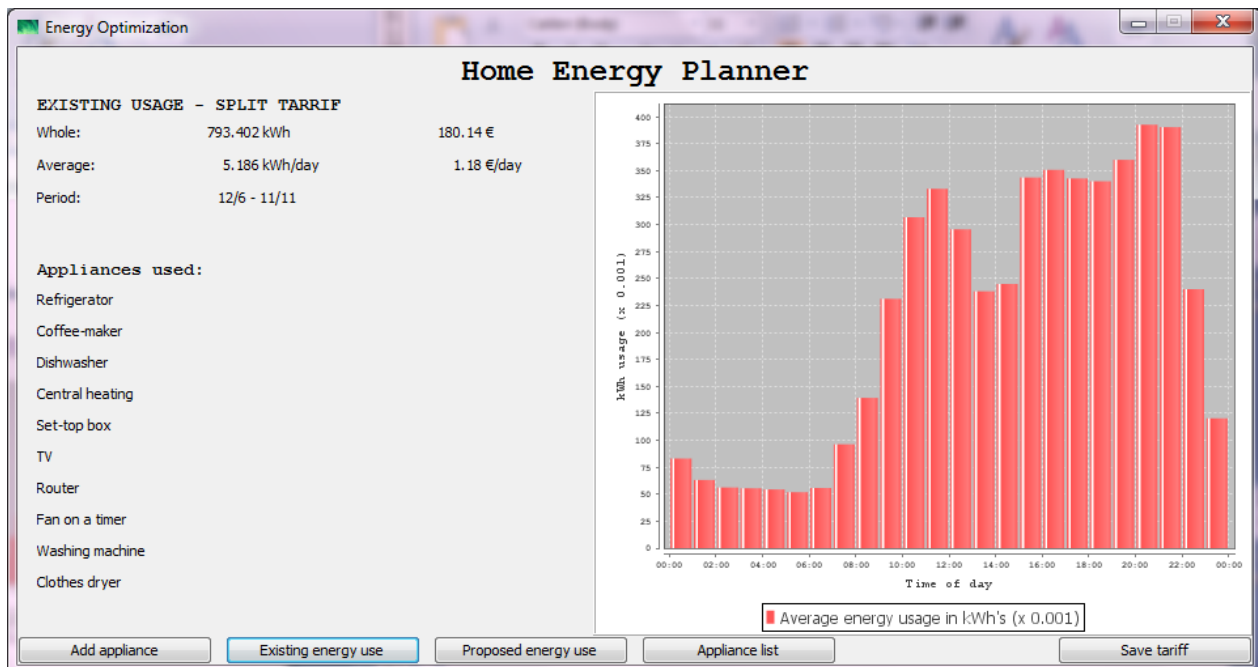 Energy Optimization
Home Energy Planner
EXISTING USAGE - SPLIT TARRIF
Whole: 793.402 kWh 180.14 €
Average: 5.186 kWh/day 1.18 €/day
Period: 12/6 - 11/11
Appliances used:
Refrigerator
Coffee-maker
Dishwasher
Central heating
Set-top box
TV
Router
Fan on a timer
Washing machine
Clothes dryer
kWh usage (x 0.001)
400
375
350
325
300
275
250
225
200
175
150
125
100
75
50
25
0
00:00 02:00 04:00 06:00 08:00 10:00 12:00 14:00 16:00 18:00 20:00 22:00 00:00
Time of day
Average energy usage in kWh's (x 0.001)
Add appliance Existing energy use Proposed energy use Appliance list Save tariff